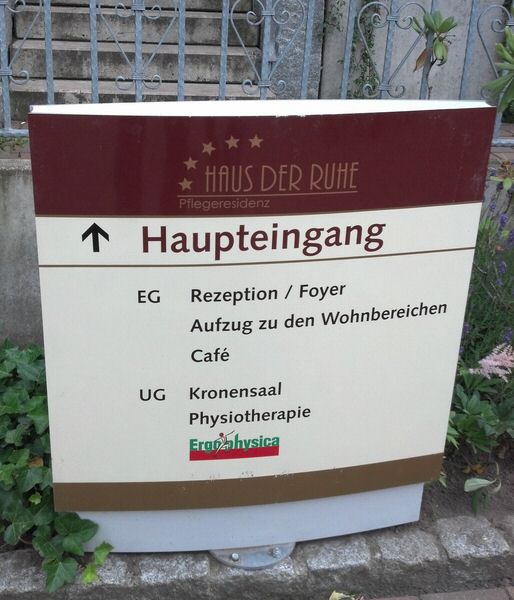 HAUS DER RUHE
Pflegeresidenz
↑ Haupteingang
EG Rezeption / Foyer
Aufzug zu den Wohnbereichen
Café
UG Kronensaal
Physiotherapie
Ergophysica